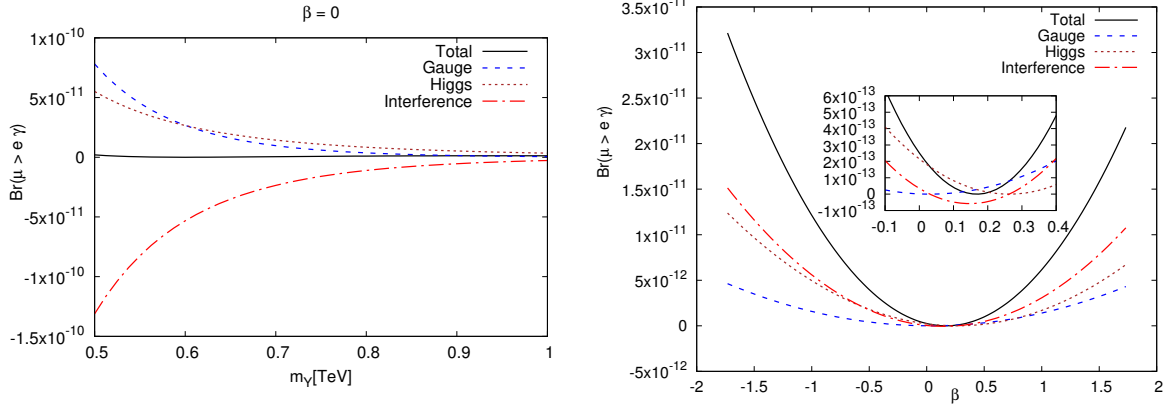 β = 0
Br(μ > e γ)
1x10⁻¹⁰
5x10⁻¹¹
0
-5x10⁻¹¹
-1x10⁻¹⁰
-1.5x10⁻¹⁰
Total
Gauge
Higgs
Interference
0.5 0.6 0.7 0.8 0.9 1
m_Y[TeV]
Br(μ > e γ)
3.5x10⁻¹¹
3x10⁻¹¹
2.5x10⁻¹¹
2x10⁻¹¹
1.5x10⁻¹¹
1x10⁻¹¹
5x10⁻¹²
0
-5x10⁻¹²
Total
Gauge
Higgs
Interference
6x10⁻¹³
5x10⁻¹³
4x10⁻¹³
3x10⁻¹³
2x10⁻¹³
1x10⁻¹³
0
-1x10⁻¹³
-0.1 0 0.1 0.2 0.3 0.4
-2 -1.5 -1 -0.5 0 0.5 1 1.5 2
β